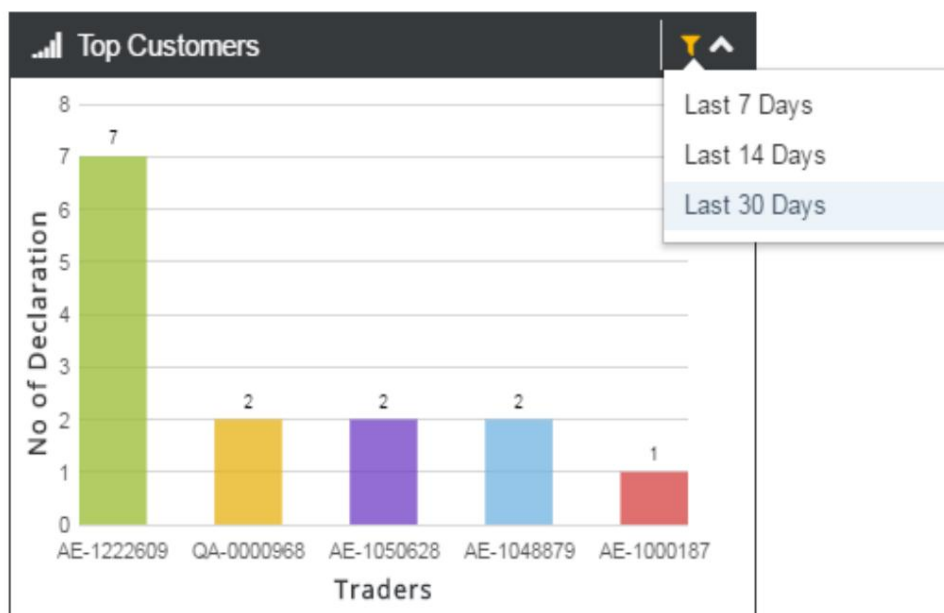 Top Customers
Last 7 Days
Last 14 Days
Last 30 Days
8
7
6
5
4
3
2
1
0
No of Declaration
7
2
2
2
1
AE-1222609 QA-0000968 AE-1050628 AE-1048879 AE-1000187
Traders